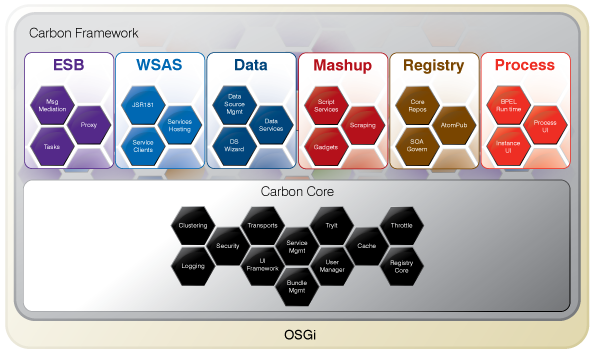 Carbon Framework
ESB
WSAS
Data
Mashup
Registry
Process
Msg
Mediation
Proxy
Tasks
JSR181
Services
Hosting
Service
Clients
Data
Source
Mgmt
Data
Services
DS
Wizard
Script
Services
Scraping
Gadgets
Core
Repos
AtomPub
SOA
Govern
BPEL
Run time
Process
UI
Instance
UI
Carbon Core
Clustering
Security
Logging
Transports
UI
Framework
Service
Mgmt
Bundle
Mgmt
TryIt
User
Manager
Cache
Throttle
Registry
Core
OSGi